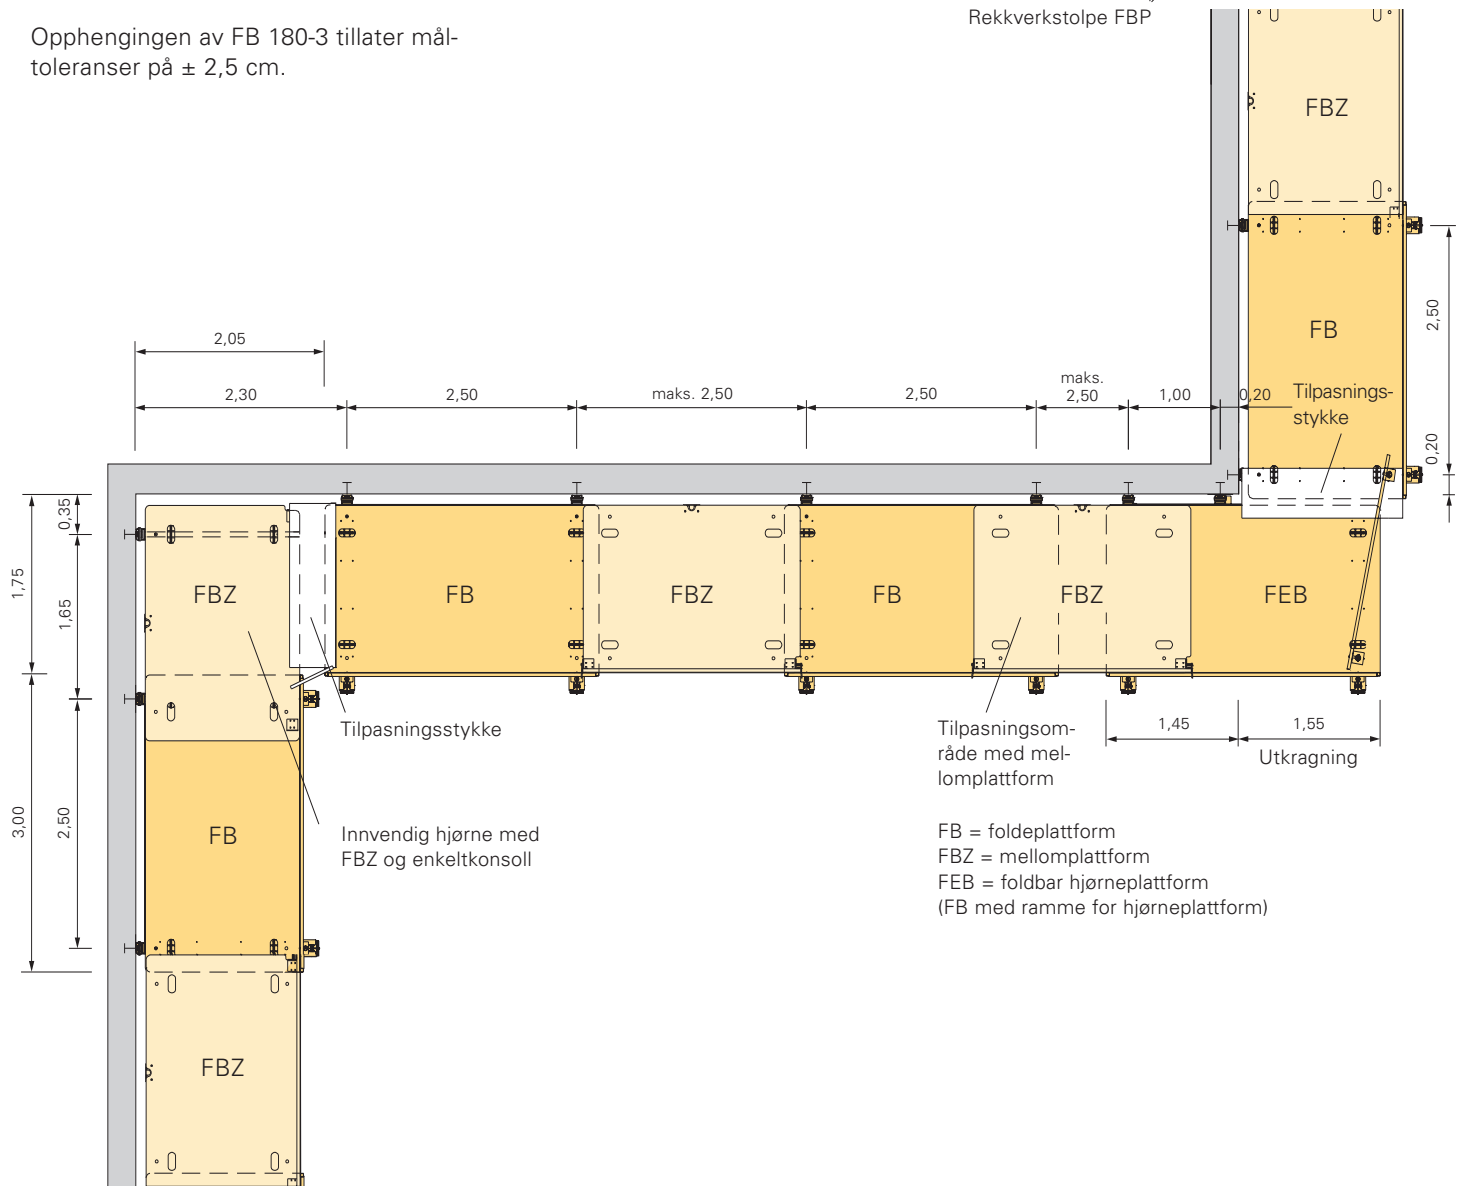 Rekkverkstolpe FBP
Opphengingen av FB 180-3 tillater mål-
toleranser på ± 2,5 cm.
FBZ
FB
2,50
0,20
2,05
2,30
2,50
maks. 2,50
2,50
maks.
2,50
1,00
0,20
Tilpasnings-
stykke
0,35
1,75
1,65
FBZ
FB
FBZ
FB
FBZ
FEB
Tilpasningsstykke
Tilpasningsom-
råde med mel-
lomplattform
1,45
1,55
Utkragning
3,00
2,50
FB
Innvendig hjørne med
FBZ og enkeltkonsoll
FB = foldeplattform
FBZ = mellomplattform
FEB = foldbar hjørneplattform
(FB med ramme for hjørneplattform)
FBZ